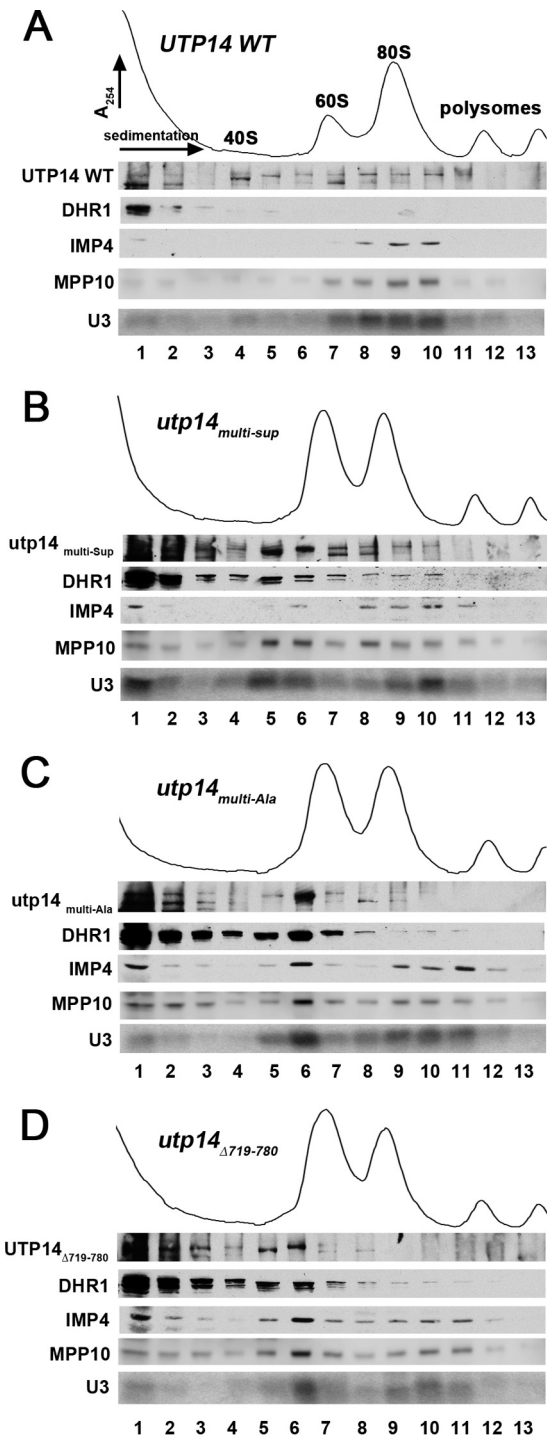 A
UTP14 WT
80S
60S
A254
polysomes
sedimentation
40S
UTP14 WT
DHR1
IMP4
MPP10
U3
1 2 3 4 5 6 7 8 9 10 11 12 13
B
utp14multi-sup
utp14 multi-Sup
DHR1
IMP4
MPP10
U3
1 2 3 4 5 6 7 8 9 10 11 12 13
C
utp14multi-Ala
utp14 multi-Ala
DHR1
IMP4
MPP10
U3
1 2 3 4 5 6 7 8 9 10 11 12 13
D
utp14Δ719-780
UTP14Δ719-780
DHR1
IMP4
MPP10
U3
1 2 3 4 5 6 7 8 9 10 11 12 13